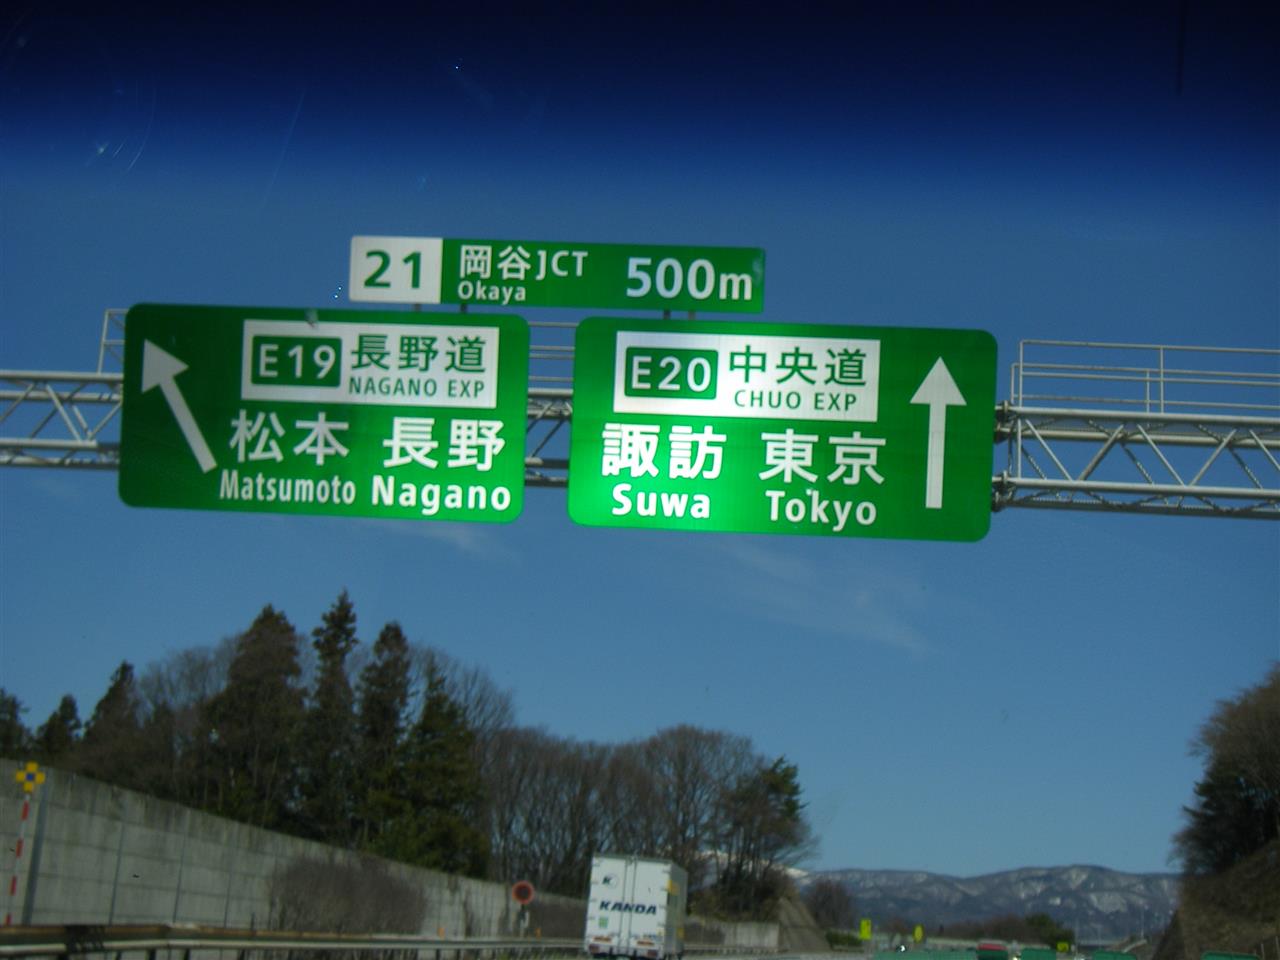 21 岡谷JCT 500m
Okaya
E19 長野道
NAGANO EXP
松本 長野
Matsumoto Nagano
E20 中央道
CHUO EXP
諏訪 東京
Suwa Tokyo
KANDA